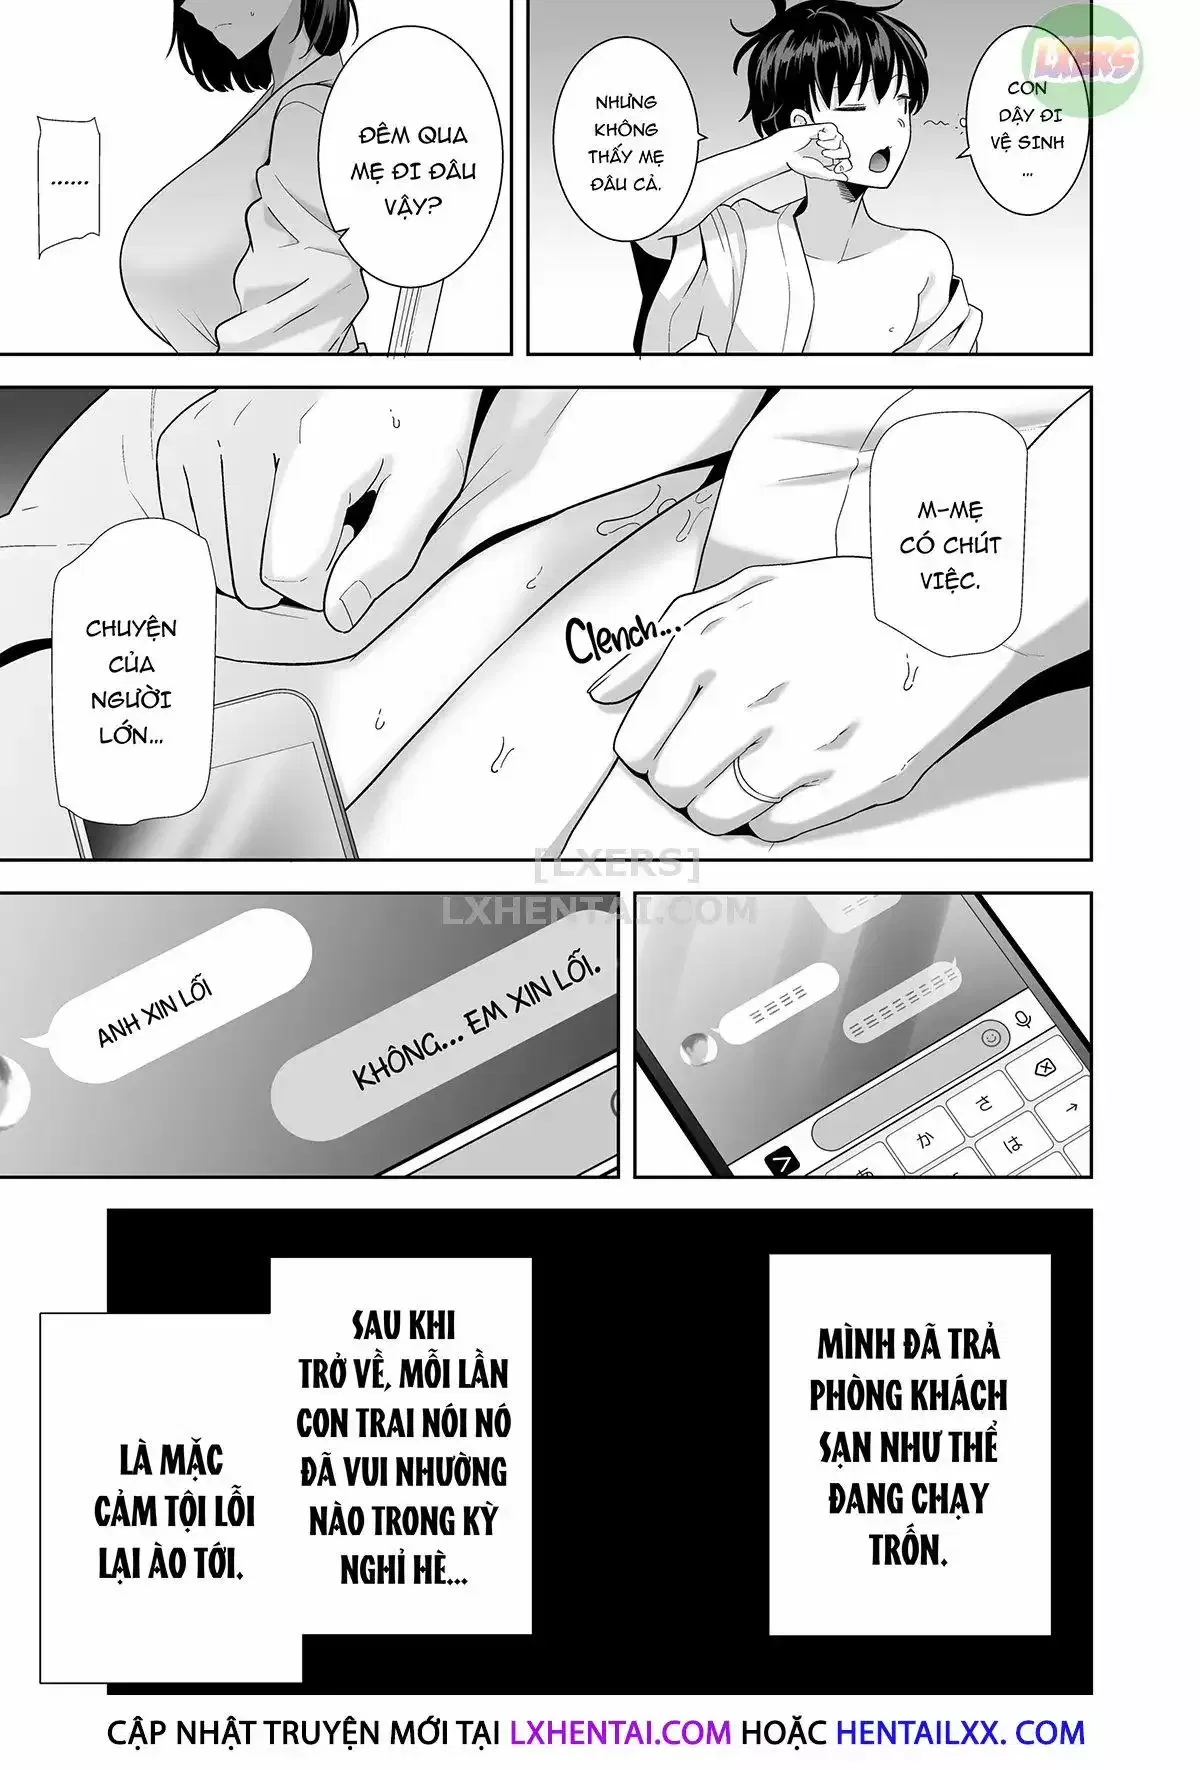 LXERS
CON
DẬY ĐI
VỆ SINH
...
NHƯNG
KHÔNG
THẤY MẸ
ĐÂU CẢ.
ĐÊM QUA
MẸ ĐI ĐÂU
VẬY?
......
M-MẸ
CÓ CHÚT
VIỆC.
Clench...
CHUYỆN
CỦA
NGƯỜI
LỚN...
[LXERS]
LXHENTAI.COM
さ
か
は
あ
ANH XIN LỖI
KHÔNG... EM XIN LỖI.
MÌNH ĐÃ TRẢ
PHÒNG KHÁCH
SẠN NHƯ THỂ
ĐANG CHẠY
TRỐN.
SAU KHI
TRỞ VỀ, MỖI LẦN
CON TRAI NÓI NÓ
ĐÃ VUI NHƯỜNG
NÀO TRONG KỲ
NGHỈ HÈ...
LÀ MẶC
CẢM TỘI LỖI
LẠI ÀO TỚI.
CẬP NHẬT TRUYỆN MỚI TẠI LXHENTAI.COM HOẶC HENTAILXX. COM